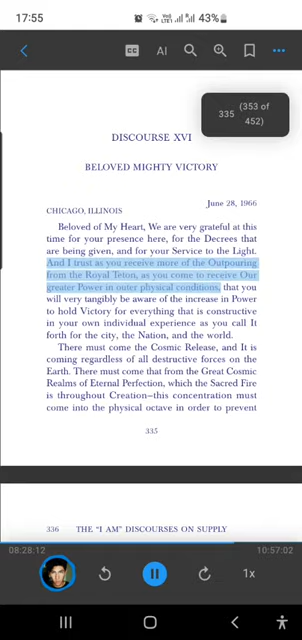 17:55
Vo) LTE
43%
CC
AI
335 (353 of 452)
DISCOURSE XVI
BELOVED MIGHTY VICTORY
June 28, 1966
CHICAGO, ILLINOIS
Beloved of My Heart, We are very grateful at this
time for your presence here, for the Decrees that
are being given, and for your Service to the Light.
And I trust as you receive more of the Outpouring
from the Royal Teton, as you come to receive Our
greater Power in outer physical conditions, that you
will very tangibly be aware of the increase in Power
to hold Victory for everything that is constructive
in your own individual experience as you call It
forth for the city, the Nation, and the world.
There must come the Cosmic Release, and It is
coming regardless of all destructive forces on the
Earth. There must come that from the Great Cosmic
Realms of Eternal Perfection, which the Sacred Fire
is throughout Creation—this concentration must
come into the physical octave in order to prevent
335
336 THE "I AM" DISCOURSES ON SUPPLY
08:28:12
10:57:02
1x